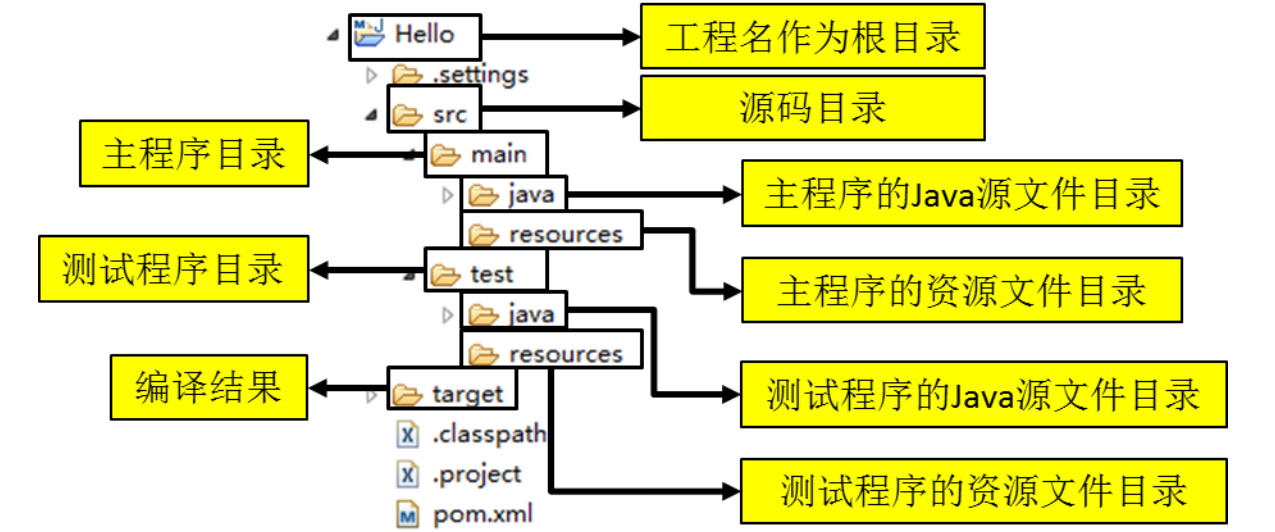 Hello
工程名作为根目录
.settings
src
源码目录
主程序目录
main
java
主程序的Java源文件目录
resources
测试程序目录
test
主程序的资源文件目录
java
resources
编译结果
target
测试程序的Java源文件目录
.classpath
.project
测试程序的资源文件目录
pom.xml